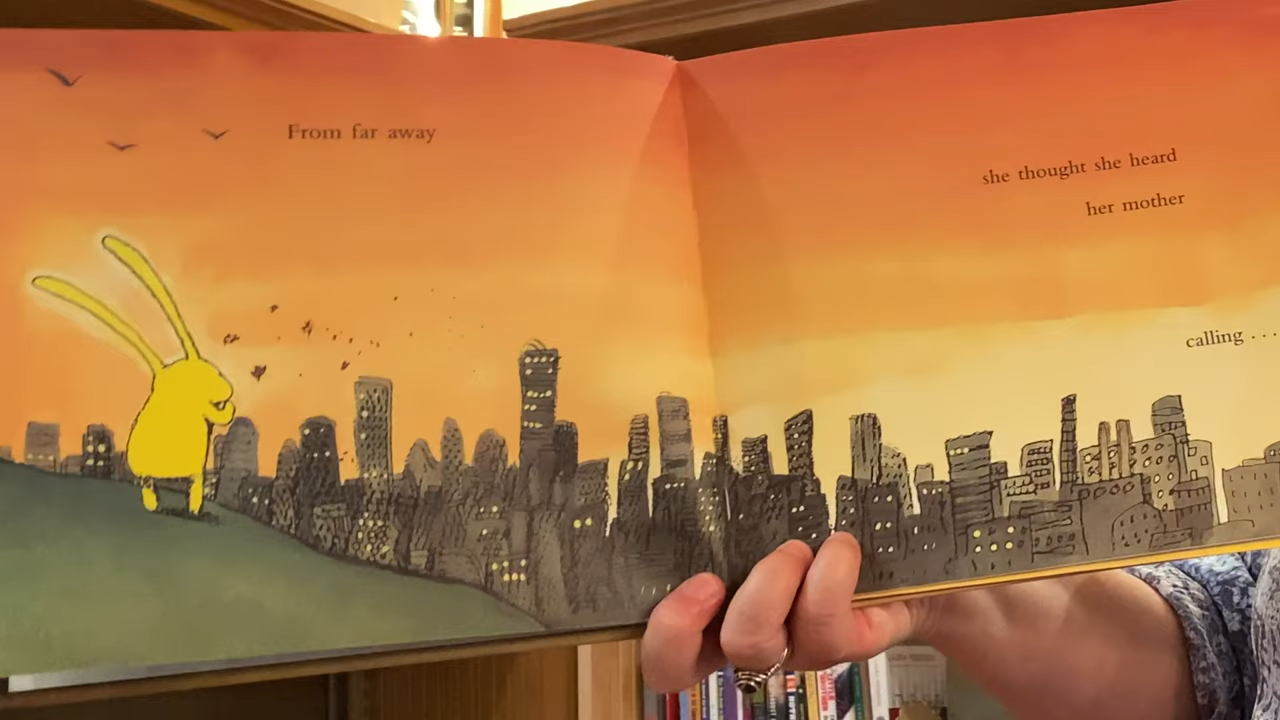 From far away
she thought she heard
her mother
calling . . .